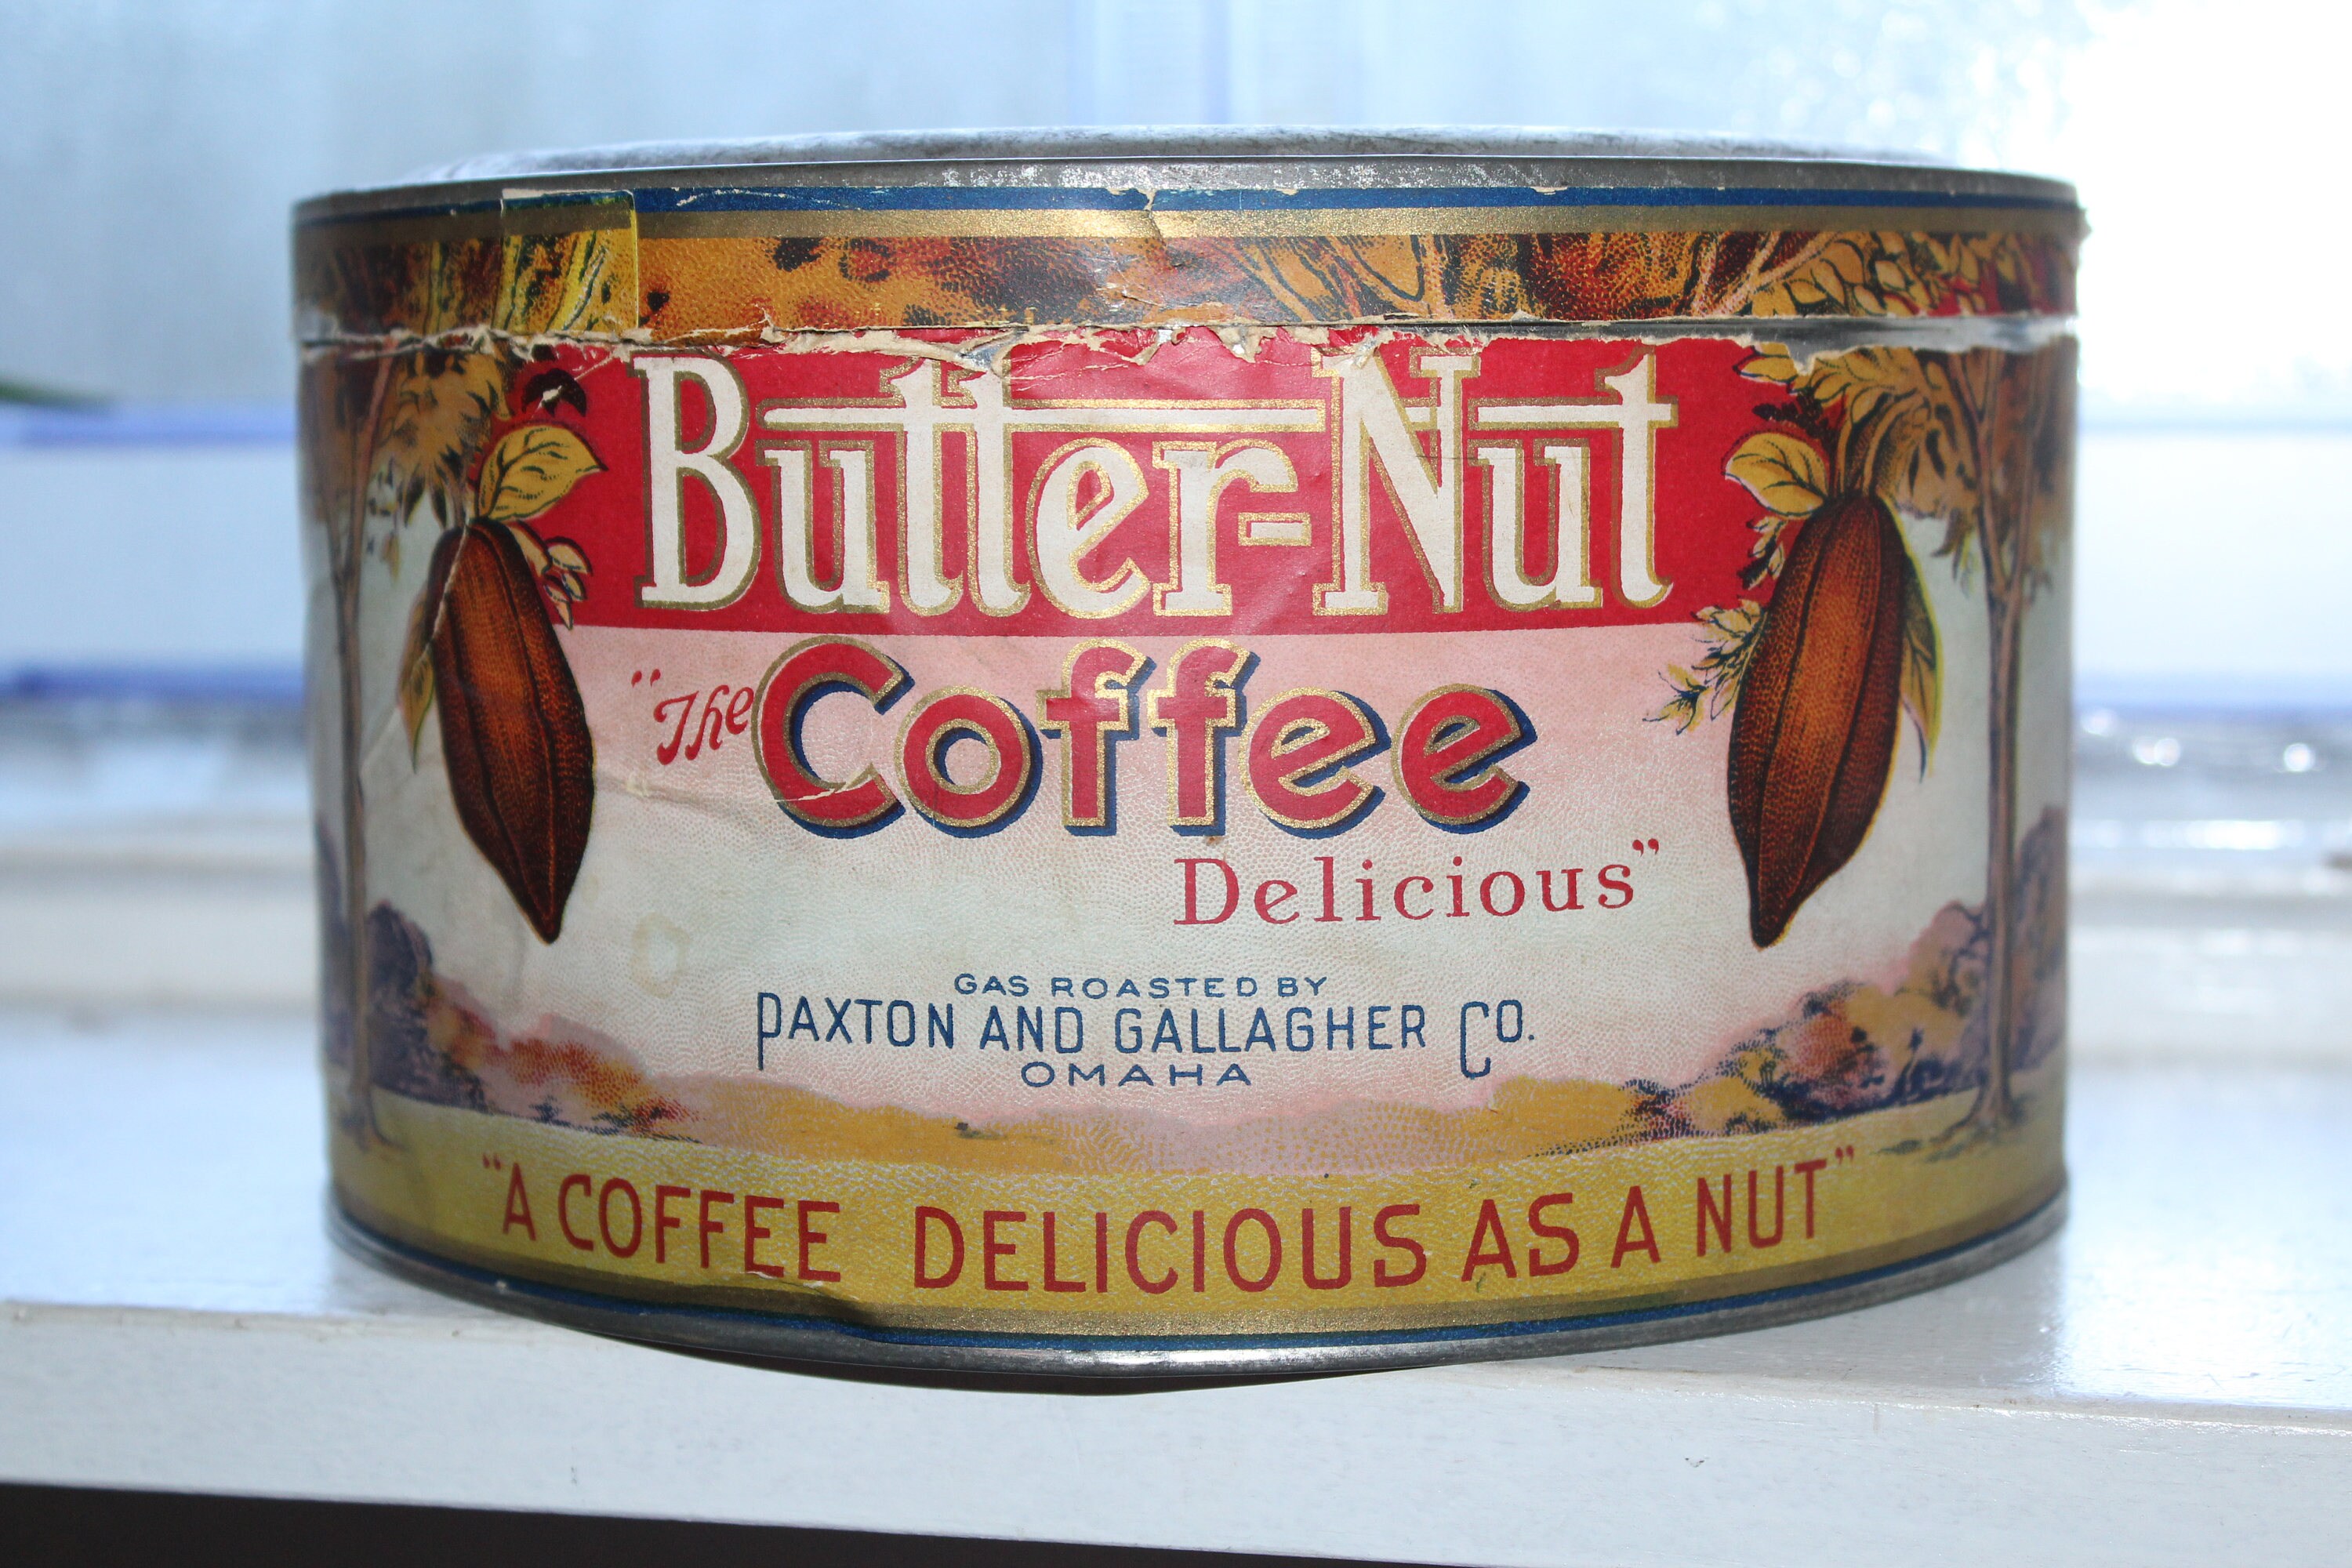 Butter-Nut
"The Coffee
Delicious"
GAS ROASTED BY
PAXTON AND GALLAGHER CO.
OMAHA
"A COFFEE DELICIOUS AS A NUT"